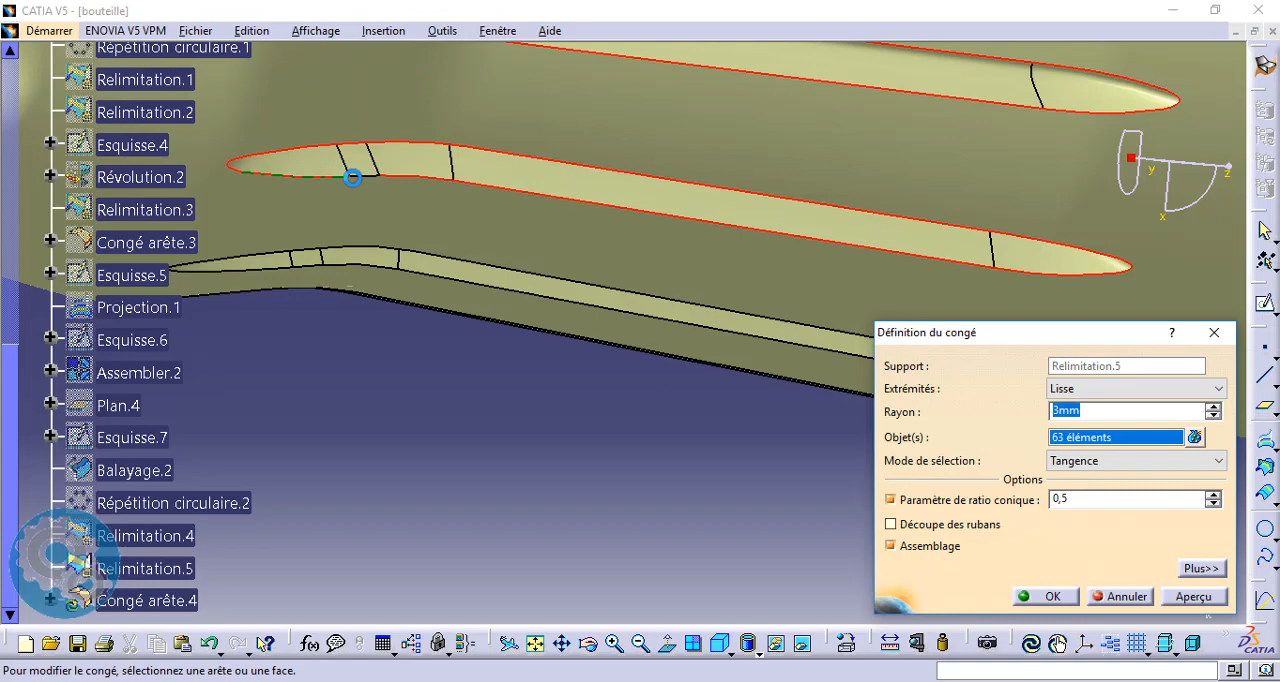 CATIA V5 - [bouteille]
Démarrer ENOVIA V5 VPM Fichier Edition Affichage Insertion Outils Fenêtre Aide
Répétition circulaire.1
Relimitation.1
Relimitation.2
Esquisse.4
Révolution.2
Relimitation.3
Congé arête.3
Esquisse.5
Projection.1
Esquisse.6
Assembler.2
Plan.4
Esquisse.7
Balayage.2
Répétition circulaire.2
Relimitation.4
Relimitation.5
Congé arête.4
y
z
x
Définition du congé ?
Support : Relimitation.5
Extrémités : Lisse
Rayon : 3mm
Objet(s) : 63 éléments
Mode de sélection : Tangence
Options
Paramètre de ratio conique : 0,5
Découpe des rubans
Assemblage
Plus>>
OK Annuler Aperçu
f(x)
CATIA
Pour modifier le congé, sélectionnez une arête ou une face.